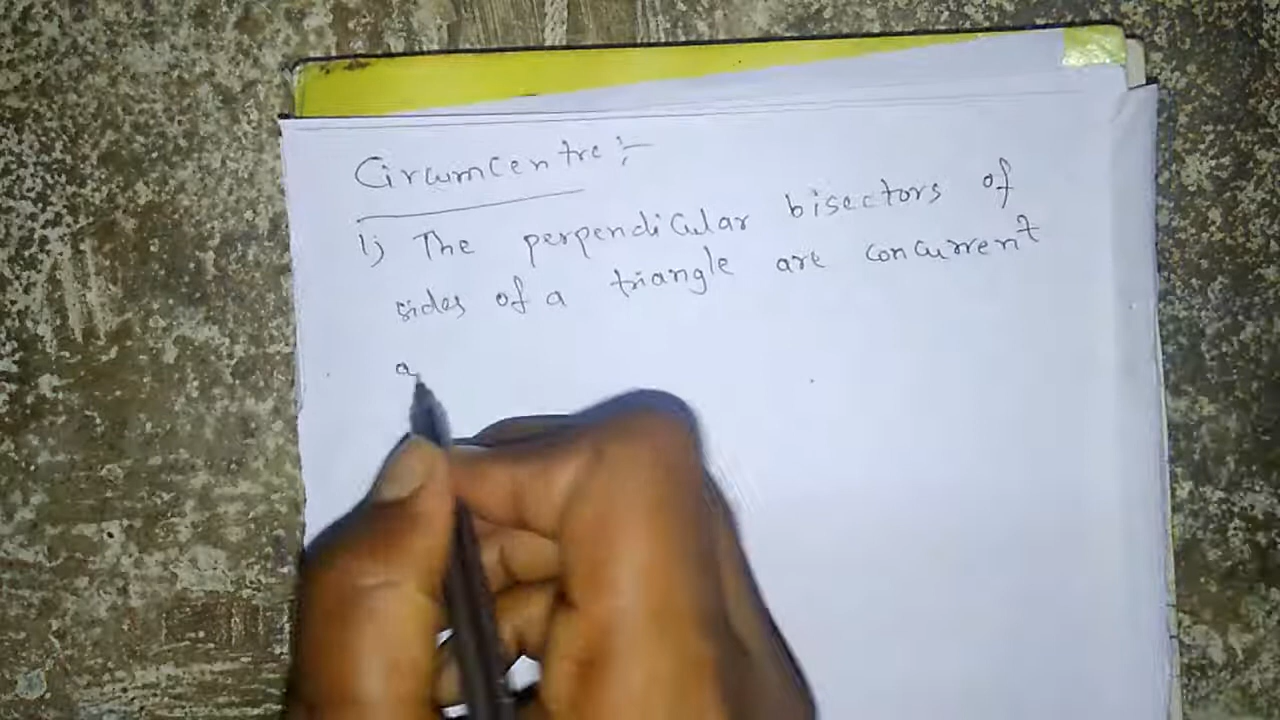 Circumcentre :-
1) The perpendicular bisectors of
sides of a triangle are concurrent
a